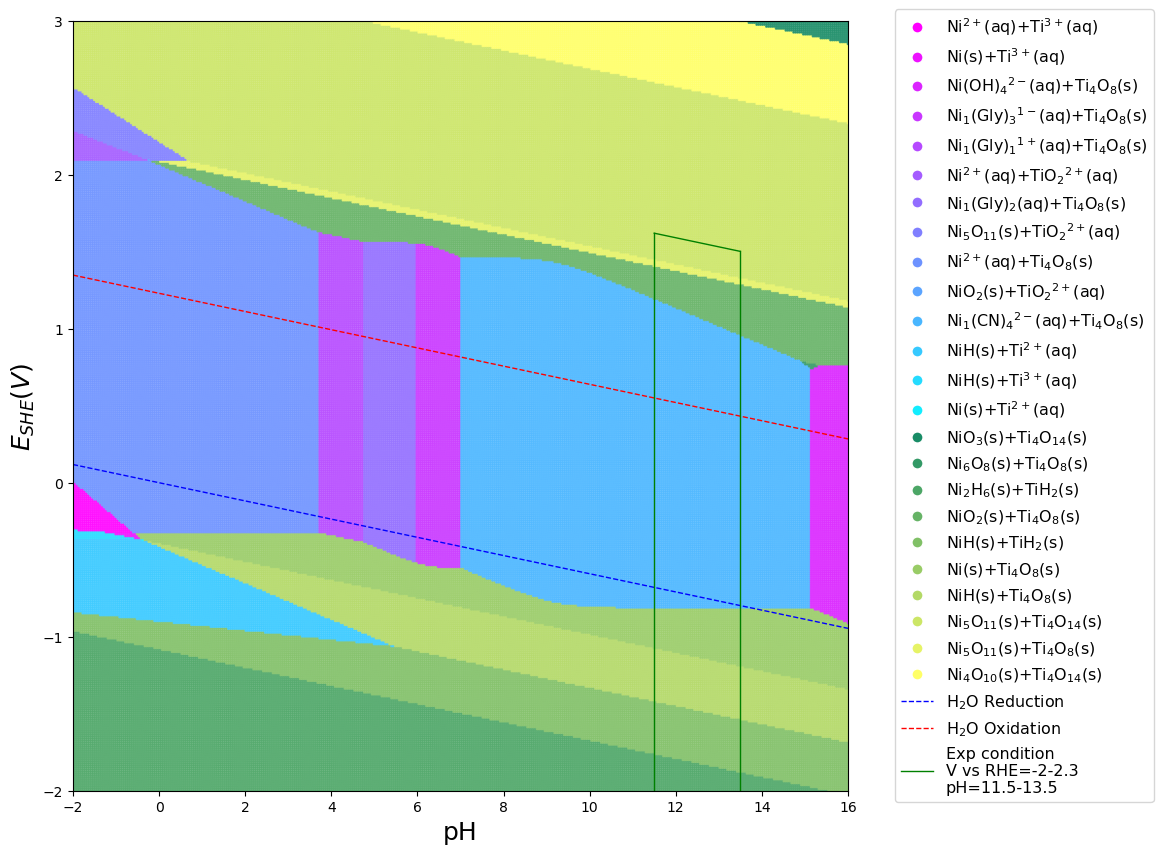 3
2
1
0
−1
−2
E_{SHE}(V)
−2
0
2
4
6
8
10
12
14
16
pH
Ni²⁺(aq)+Ti³⁺(aq)
Ni(s)+Ti³⁺(aq)
Ni(OH)₄²⁻(aq)+Ti₄O₈(s)
Ni₁(Gly)₃¹⁻(aq)+Ti₄O₈(s)
Ni₁(Gly)₁¹⁺(aq)+Ti₄O₈(s)
Ni²⁺(aq)+TiO₂²⁺(aq)
Ni₁(Gly)₂(aq)+Ti₄O₈(s)
Ni₅O₁₁(s)+TiO₂²⁺(aq)
Ni²⁺(aq)+Ti₄O₈(s)
NiO₂(s)+TiO₂²⁺(aq)
Ni₁(CN)₄²⁻(aq)+Ti₄O₈(s)
NiH(s)+Ti²⁺(aq)
NiH(s)+Ti³⁺(aq)
Ni(s)+Ti²⁺(aq)
NiO₃(s)+Ti₄O₁₄(s)
Ni₆O₈(s)+Ti₄O₈(s)
Ni₂H₆(s)+TiH₂(s)
NiO₂(s)+Ti₄O₈(s)
NiH(s)+TiH₂(s)
Ni(s)+Ti₄O₈(s)
NiH(s)+Ti₄O₈(s)
Ni₅O₁₁(s)+Ti₄O₁₄(s)
Ni₅O₁₁(s)+Ti₄O₈(s)
Ni₄O₁₀(s)+Ti₄O₁₄(s)
H₂O Reduction
H₂O Oxidation
Exp condition
V vs RHE=-2-2.3
pH=11.5-13.5